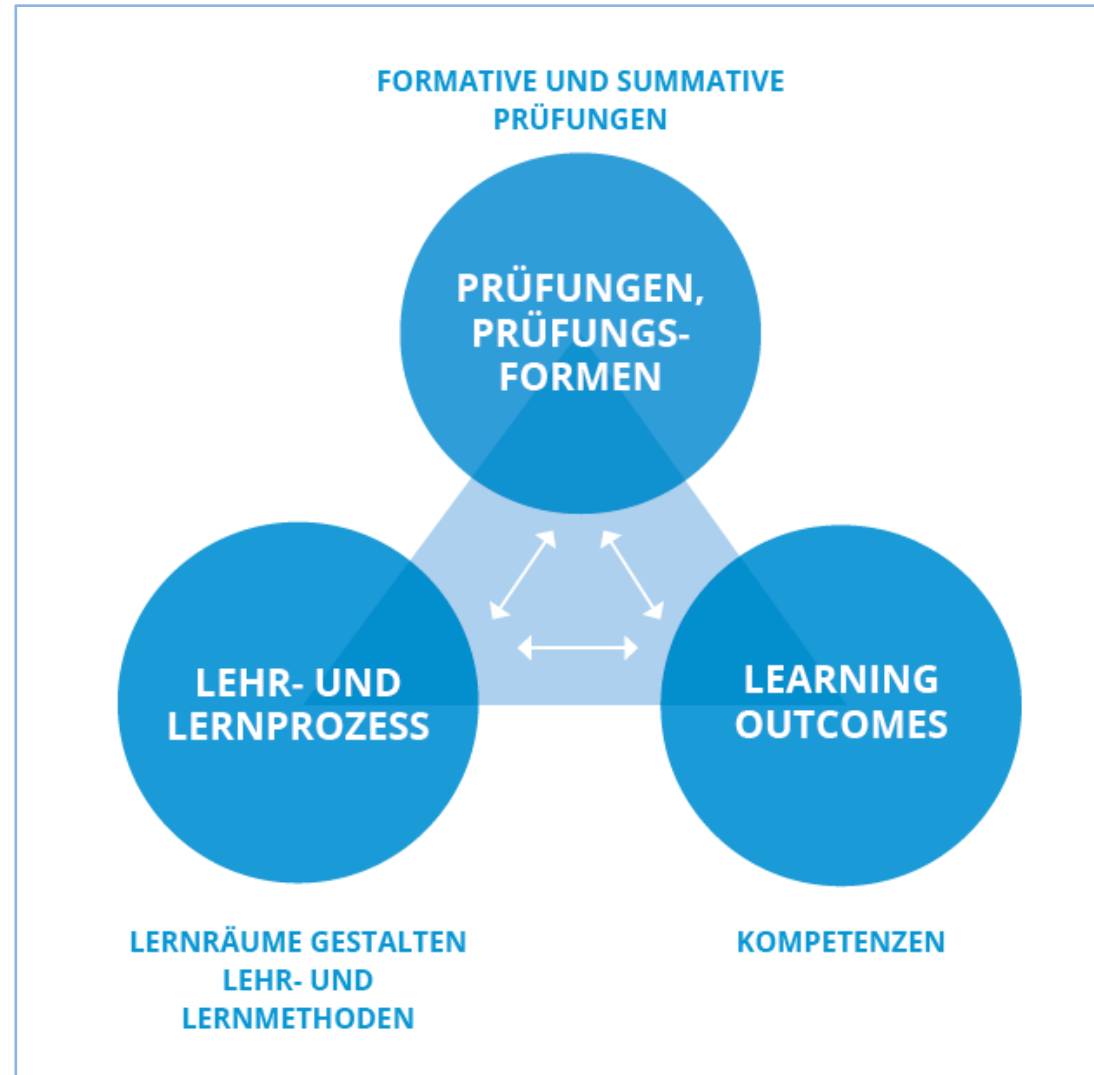 FORMATIVE UND SUMMATIVE
PRÜFUNGEN
PRÜFUNGEN,
PRÜFUNGS-
FORMEN
LEHR- UND
LERNPROZESS
LEARNING
OUTCOMES
LERNRÄUME GESTALTEN
LEHR- UND
LERNMETHODEN
KOMPETENZEN